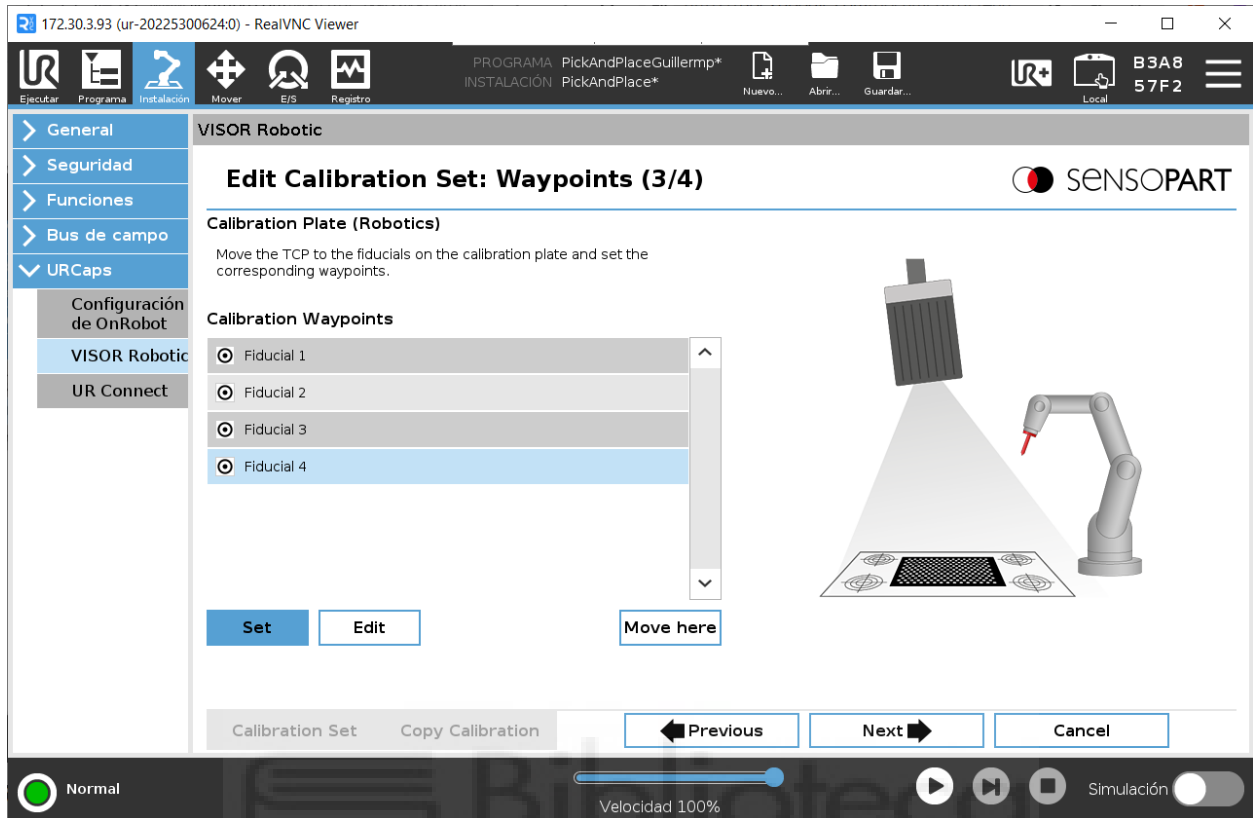 172.30.3.93 (ur-20225300624:0) - RealVNC Viewer
Ejecutar Programa Instalación Mover E/S Registro
PROGRAMA PickAndPlaceGuillermp*
INSTALACIÓN PickAndPlace*
Nuevo... Abrir... Guardar...
UR+
Local
B3A8
57F2
General
Seguridad
Funciones
Bus de campo
URCaps
Configuración
de OnRobot
VISOR Robotic
UR Connect
VISOR Robotic
Edit Calibration Set: Waypoints (3/4)
SENSOPART
Calibration Plate (Robotics)
Move the TCP to the fiducials on the calibration plate and set the
corresponding waypoints.
Calibration Waypoints
Fiducial 1
Fiducial 2
Fiducial 3
Fiducial 4
Set Edit Move here
Calibration Set Copy Calibration Previous Next Cancel
Normal
Velocidad 100%
Simulación
Biblioteca